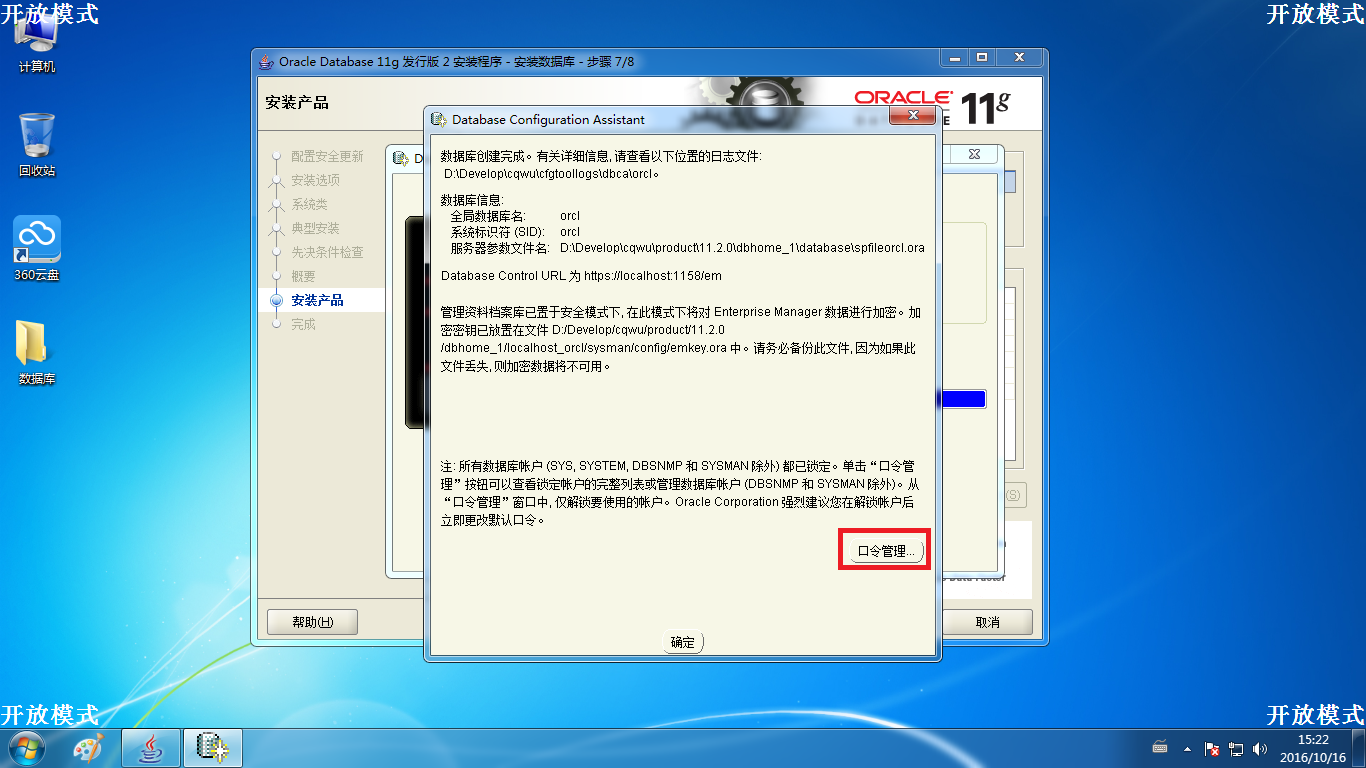 开放模式
开放模式
计算机
回收站
360云盘
数据库
Oracle Database 11g 发行版 2 安装程序 - 安装数据库 - 步骤 7/8
安装产品
ORACLE 11g
配置安全更新
安装选项
系统类
典型安装
先决条件检查
概要
安装产品
完成
D
Database Configuration Assistant
数据库创建完成。有关详细信息, 请查看以下位置的日志文件:
D:\Develop\cqwu\cfgtoollogs\dbca\orcl。
数据库信息:
全局数据库名: orcl
系统标识符 (SID): orcl
服务器参数文件名: D:\Develop\cqwu\product\11.2.0\dbhome_1\database\spfileorcl.ora
Database Control URL 为 https://localhost:1158/em
管理资料档案库已置于安全模式下, 在此模式下将对 Enterprise Manager 数据进行加密。加
密密钥已放置在文件 D:/Develop/cqwu/product/11.2.0
/dbhome_1/localhost_orcl/sysman/config/emkey.ora 中。请务必备份此文件, 因为如果此
文件丢失, 则加密数据将不可用。
注: 所有数据库帐户 (SYS, SYSTEM, DBSNMP 和 SYSMAN 除外) 都已锁定。单击“口令管
理”按钮可以查看锁定帐户的完整列表或管理数据库帐户 (DBSNMP 和 SYSMAN 除外)。从
“口令管理”窗口中, 仅解锁要使用的帐户。Oracle Corporation 强烈建议您在解锁帐户后
立即更改默认口令。
(S)
口令管理...
确定
帮助(H)
取消
开放模式
开放模式
15:22
2016/10/16